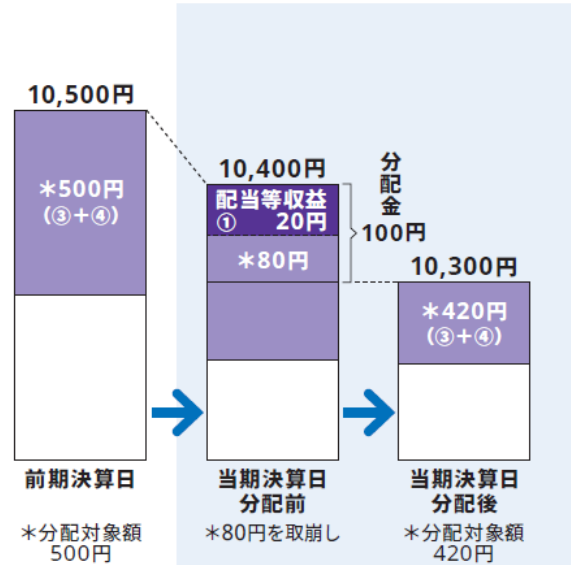 10,500円
＊500円
（③＋④）
前期決算日
＊分配対象額
500円
10,400円
配当等収益
① 20円
＊80円
分配金
100円
当期決算日
分配前
＊80円を取崩し
10,300円
＊420円
（③＋④）
当期決算日
分配後
＊分配対象額
420円